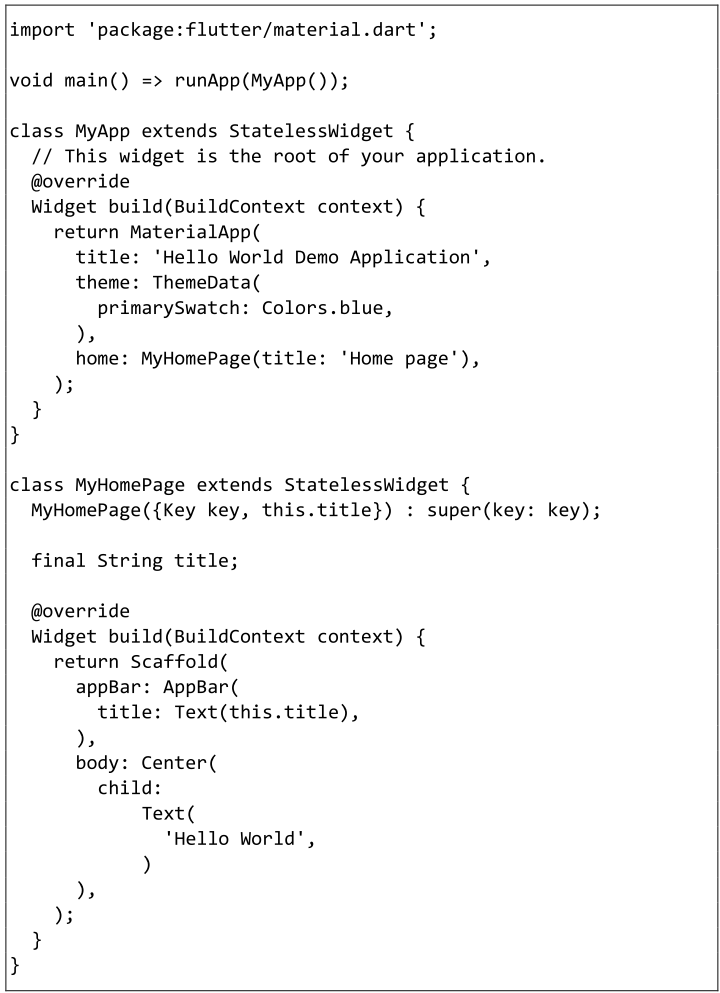 import 'package:flutter/material.dart';
void main() => runApp(MyApp());
class MyApp extends StatelessWidget {
// This widget is the root of your application.
@override
Widget build(BuildContext context) {
return MaterialApp(
title: 'Hello World Demo Application',
theme: ThemeData(
primarySwatch: Colors.blue,
),
home: MyHomePage(title: 'Home page'),
);
}
}
class MyHomePage extends StatelessWidget {
MyHomePage({Key key, this.title}) : super(key: key);
final String title;
@override
Widget build(BuildContext context) {
return Scaffold(
appBar: AppBar(
title: Text(this.title),
),
body: Center(
child:
Text(
'Hello World',
)
),
);
}
}